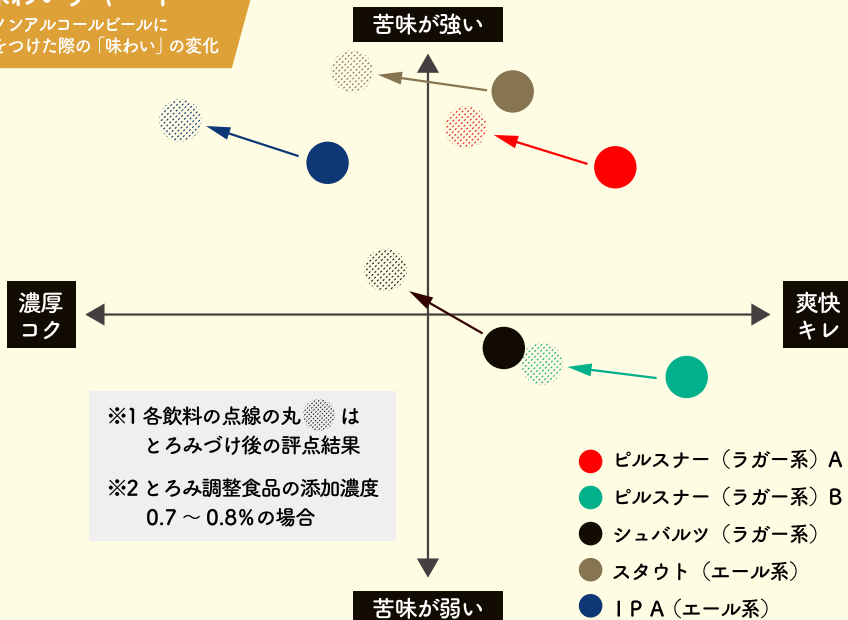 ノンアルコールビールに
をつけた際の「味わい」の変化
苦味が強い
濃厚
コク
爽快
キレ
※1 各飲料の点線の丸 は
とろみづけ後の評点結果
※2 とろみ調整食品の添加濃度
0.7 〜 0.8%の場合
ピルスナー（ラガー系）A
ピルスナー（ラガー系）B
シュバルツ（ラガー系）
スタウト（エール系）
IPA（エール系）
苦味が弱い